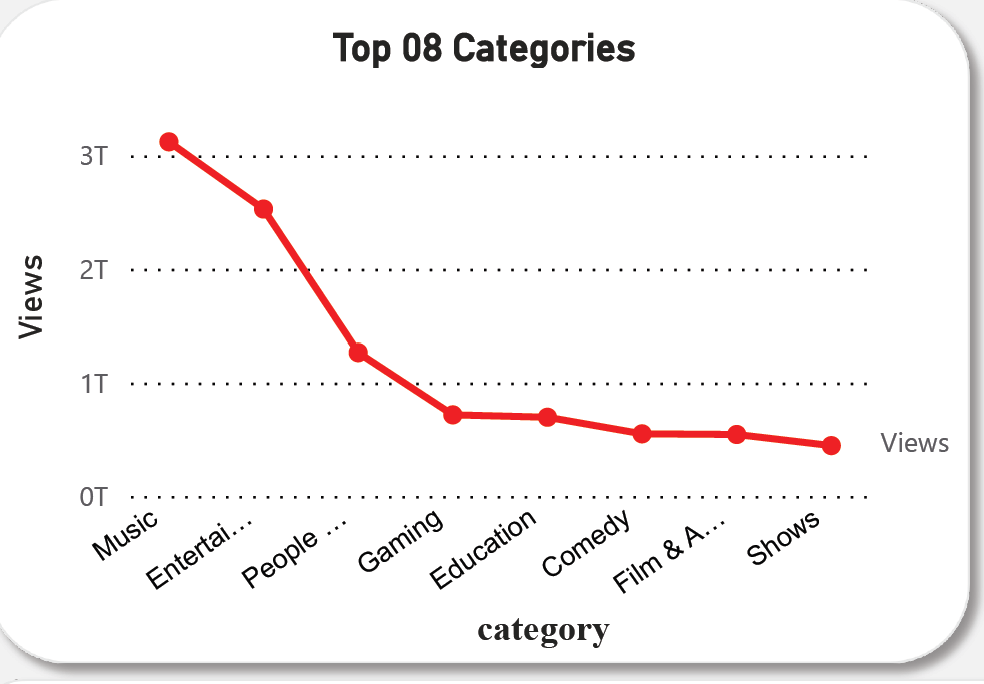 Top 08 Categories
3T
2T
1T
0T
Views
Views
Music
Entertai...
People ...
Gaming
Education
Comedy
Film & A...
Shows
category